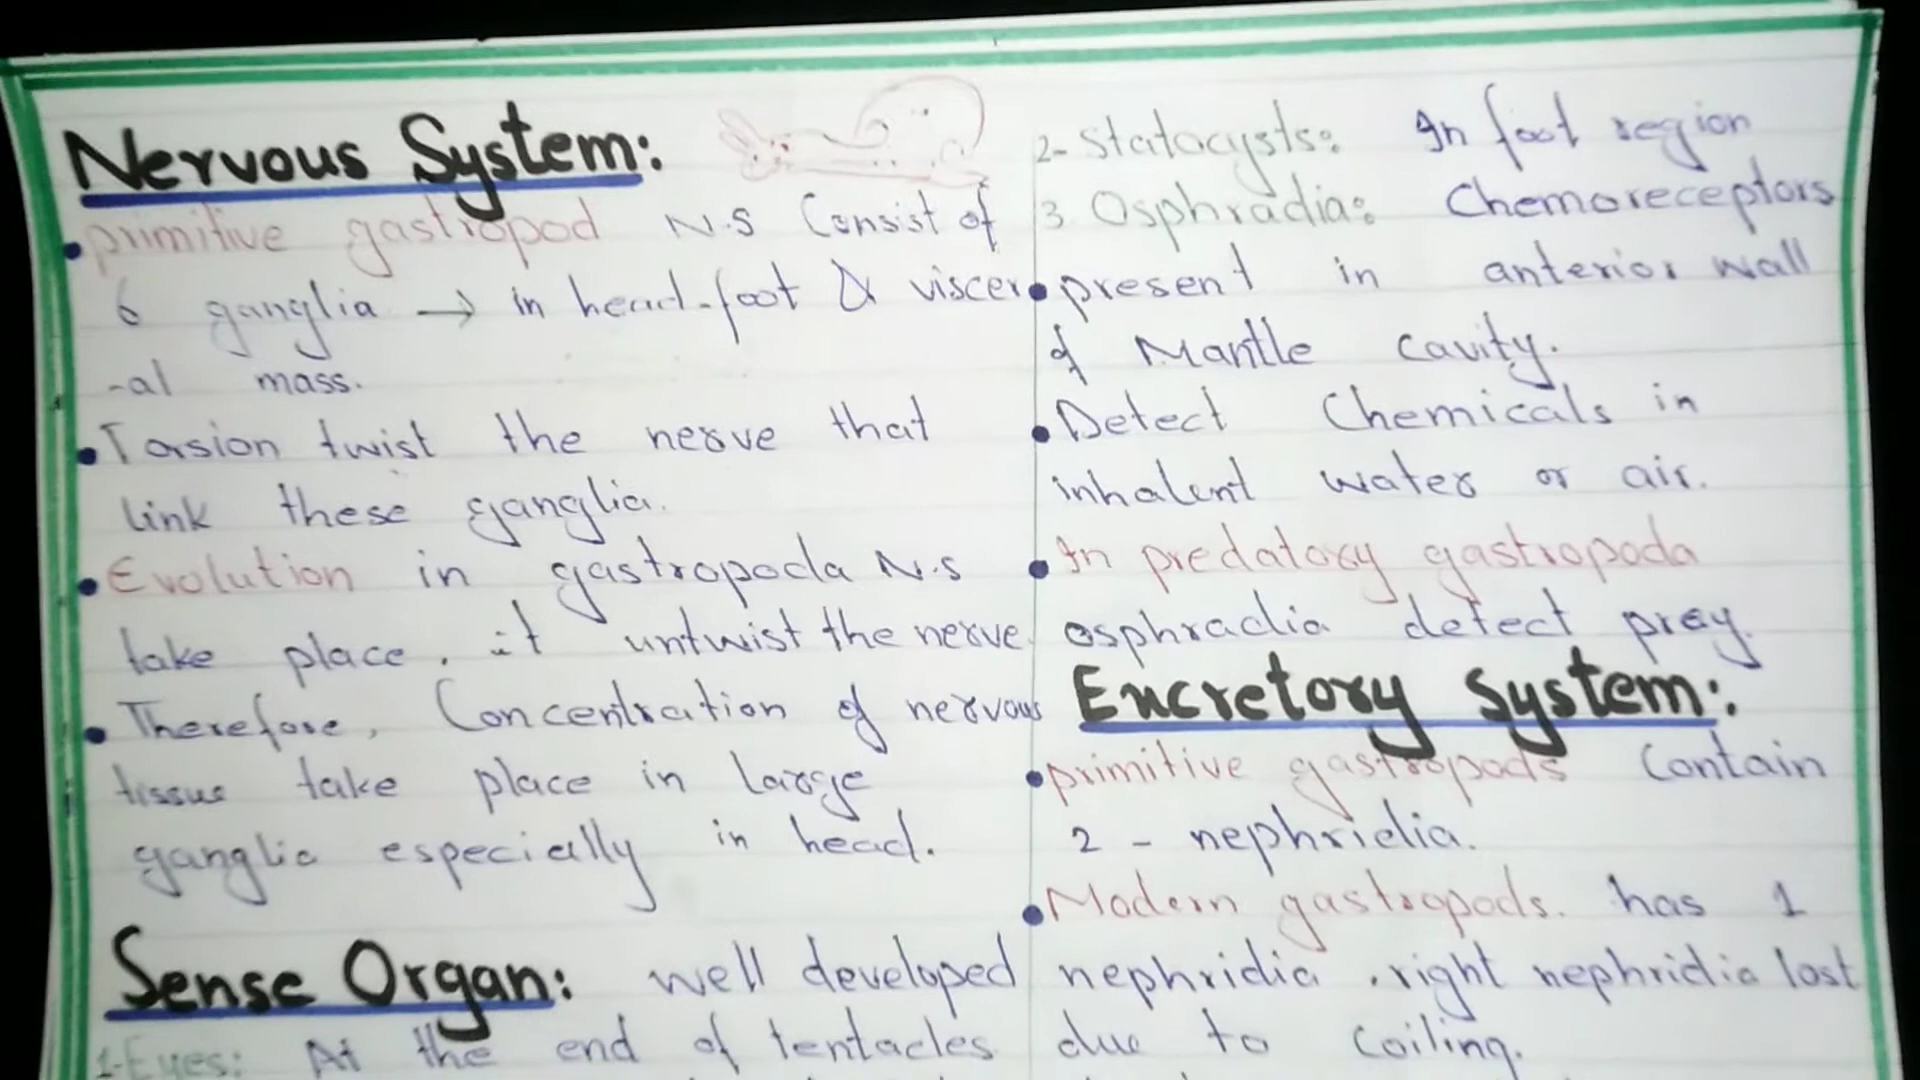 Nervous System:
primitive gastropod N.S Consist of
6 ganglia → in head-foot & viscer
-al mass.
Torsion twist the nerve that
link these ganglia.
Evolution in gastropoda N.S
take place, it untwist the nerve.
Therefore, Concentration of nervous
tissue take place in large
ganglia especially in head.
Sense Organ: well developed
1-Eyes: At the end of tentacles
2- Statocysts: In foot region
3 Osphradia: Chemoreceptors
present in anterior wall
of Mantle cavity.
Detect Chemicals in
inhalent water or air.
In predatory gastropoda
osphradia detect prey.
Excretory System:
primitive gastropods Contain
2 - nephridia.
Modern gastropods. has 1
nephridia . right nephridia lost
due to coiling.